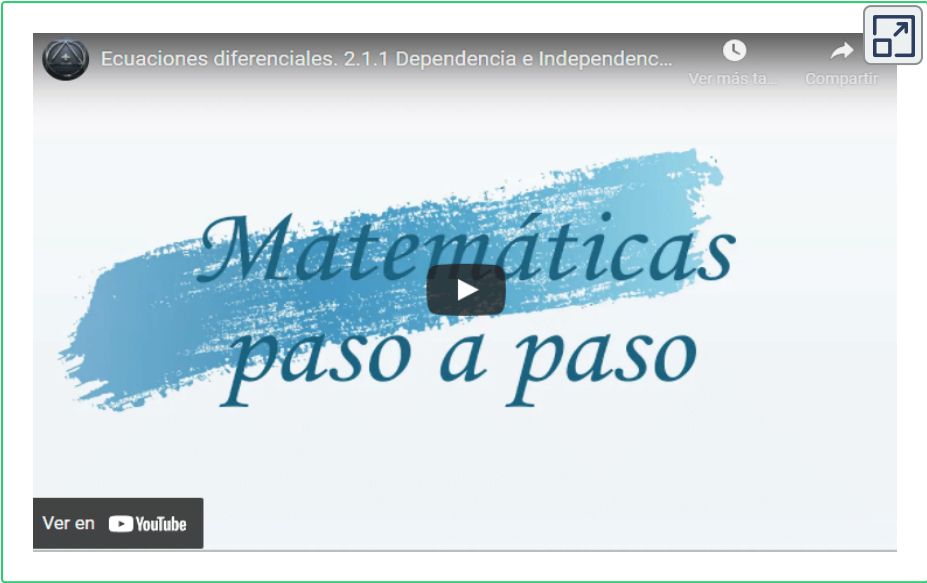 Ecuaciones diferenciales. 2.1.1 Dependencia e Independenc...
Ver más ta...
Compartir
Matemáticas
paso a paso
Ver en YouTube